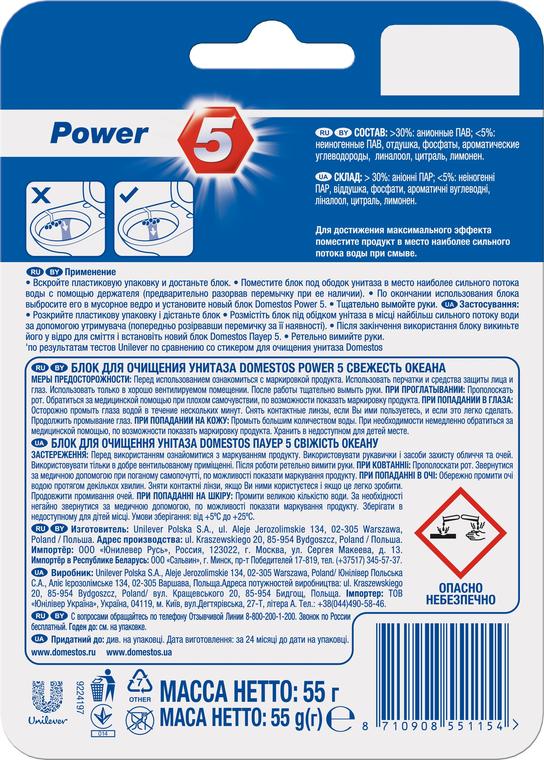 Power 5
RU BY СОСТАВ: >30%: анионные ПАВ; <5%:
неионогенные ПАВ, отдушка, фосфаты, ароматические
углеводороды, линалоол, цитраль, лимонен.
UA СКЛАД: > 30%: аніонні ПАР; <5%: неіоногенні
ПАР, віддушка, фосфати, ароматичні вуглеводні,
ліналоол, цитраль, лимонен.
Для достижения максимального эффекта
поместите продукт в место наиболее сильного
потока воды при смыве.
RU BY Применение
• Вскройте пластиковую упаковку и достаньте блок. • Поместите блок под ободок унитаза в место наиболее сильного потока
воды с помощью держателя (предварительно разорвав перемычку при ее наличии). • По окончании использования блока
выбросите его в мусорное ведро и установите новый блок Domestos Power 5. • Тщательно вымойте руки. UA Застосування:
• Розкрийте пластикову упаковку і дістаньте блок • Розмістіть блок під обідком унітаза в місці найбільш сильного потоку води
за допомогою утримувача (попередньо розірвавши перемичку за її наявності). • Після закінчення використання блоку викиньте
його у відро для сміття і встановіть новий блок Domestos Пауер 5. • Ретельно вимийте руки.
*по результатам тестов Unilever по сравнению со стикером для очищения унитаза Domestos
RU BY БЛОК ДЛЯ ОЧИЩЕНИЯ УНИТАЗА DOMESTOS POWER 5 СВЕЖЕСТЬ ОКЕАНА
МЕРЫ ПРЕДОСТОРОЖНОСТИ: Перед использованием ознакомиться с маркировкой продукта. Использовать перчатки и средства защиты лица и
глаз. Использовать только в хорошо вентилируемом помещении. После работы тщательно вымыть руки. ПРИ ПРОГЛАТЫВАНИИ: Прополоскать
рот. Обратиться за медицинской помощью при плохом самочувствии, по возможности показать маркировку продукта. ПРИ ПОПАДАНИИ В ГЛАЗА:
Осторожно промыть глаза водой в течение нескольких минут. Снять контактные линзы, если Вы ими пользуетесь, и если это легко сделать.
Продолжить промывание глаз. ПРИ ПОПАДАНИИ НА КОЖУ: Промыть большим количеством воды. При необходимости немедленно обратиться за
медицинской помощью, по возможности показать маркировку продукта. Хранить в недоступном для детей месте.
UA БЛОК ДЛЯ ОЧИЩЕННЯ УНІТАЗА DOMESTOS ПАУЕР 5 СВІЖІСТЬ ОКЕАНУ
ЗАСТЕРЕЖЕННЯ: Перед використанням ознайомитися з маркуванням продукту. Використовувати рукавички і засоби захисту обличчя та очей.
Використовувати тільки в добре вентильованому приміщенні. Після роботи ретельно вимити руки. ПРИ КОВТАННІ: Прополоскати рот. Звернутися
за медичною допомогою при поганому самопочутті, по можливості показати маркування продукту. ПРИ ПОПАДАННІ В ОЧІ: Обережно промити очі
водою протягом декількох хвилин. Зняти контактні лінзи, якщо Ви ними користуєтеся і якщо це легко зробити.
Продовжити промивання очей. ПРИ ПОПАДАННІ НА ШКІРУ: Промити великою кількістю води. За необхідності
негайно звернутися за медичною допомогою, по можливості показати маркування продукту. Зберігати в
недоступному для дітей місці. Умови зберігання: від +5°С до +25°С.
RU BY Изготовитель: Unilever Polska S.A., ul. Aleje Jerozolimskie 134, 02-305 Warszawa,
Poland / Польша. Адрес производства: ul. Kraszewskiego 20, 85-954 Bydgoszcz, Poland / Польша.
Импортёр: ООО «Юнилевер Русь», Россия, 123022, г. Москва, ул. Сергея Макеева, д. 13.
Импортёр в Республике Беларусь: ООО «Сальвин», г. Минск, пр-т Победителей 17-819, тел. (+37517) 345-57-37.
UA Виробник: Unilever Polska S.A., Aleje Jerozolimskie 134, 02-305 Warszawa, Poland/ Юнілівер Польська
С.А., Аліє Ієрозолімське 134, 02-305 Варшава, Польща.Адреса потужностей виробництва: ul. Kraszewskiego
20, 85-954 Bydgoszcz, Poland/ вул. Кращевського 20, 85-954 Бидгощ, Польща. Імпортер: ТОВ
«Юнілівер Україна», Україна, 04119, м. Київ, вул.Дегтярівська, 27-Т, літера А. Тел.: +38(044)490-58-46.
RU BY С вопросами обращайтесь по телефону Отзывчивой Линии 8-800-200-1-200. Звонок по России
бесплатный. Годен до: см. на упаковке.
UA Придатний до: див. на упаковці. Дата виготовлення: за 24 місяці до дати на упаковці.
www.domestos.ru www.domestos.ua
ОПАСНО
НЕБЕЗПЕЧНО
Unilever
9224197
014
7
OTHER
5
МАССА НЕТТО: 55 г
МАСА НЕТТО: 55 g(г) ℮
8 710908 551154 >